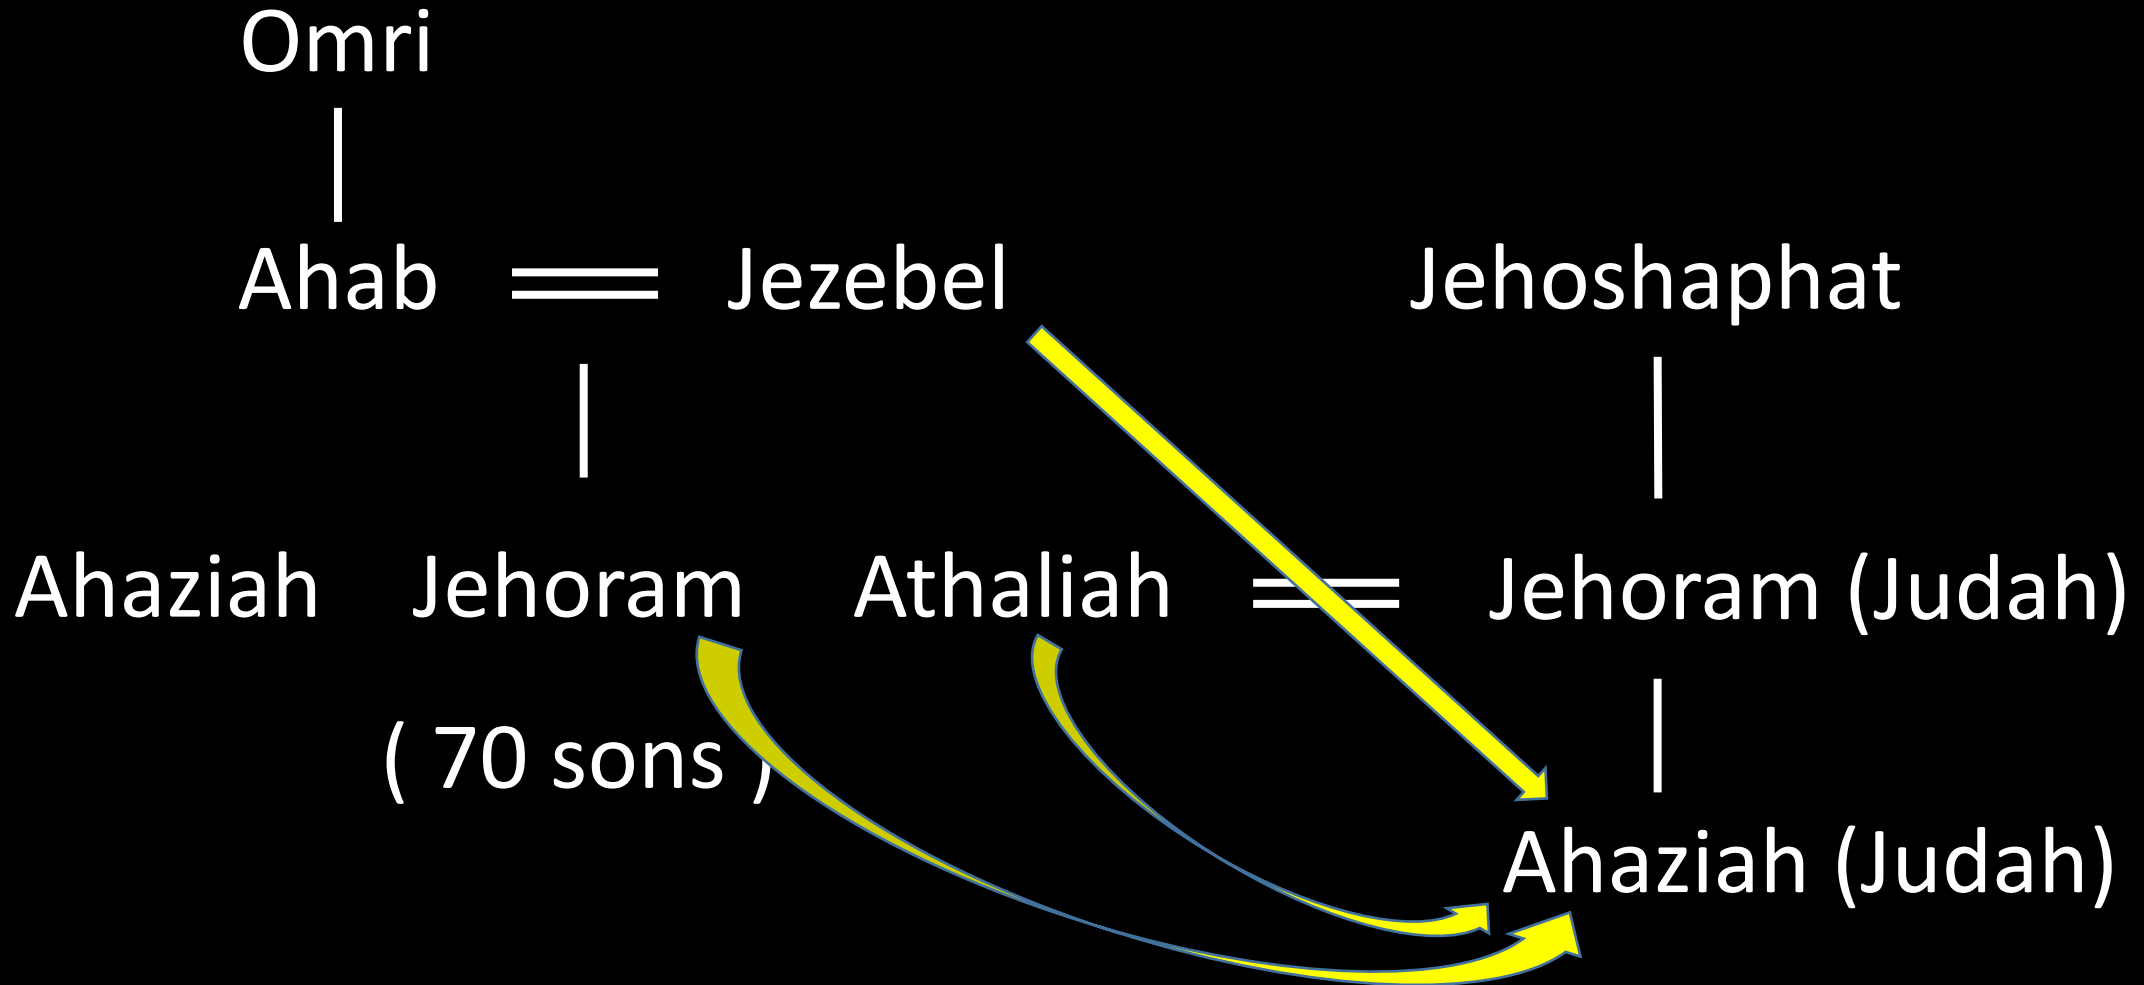 Omri
Ahab Jezebel Jehoshaphat
Ahaziah Jehoram Athaliah Jehoram (Judah)
( 70 sons )
Ahaziah (Judah)